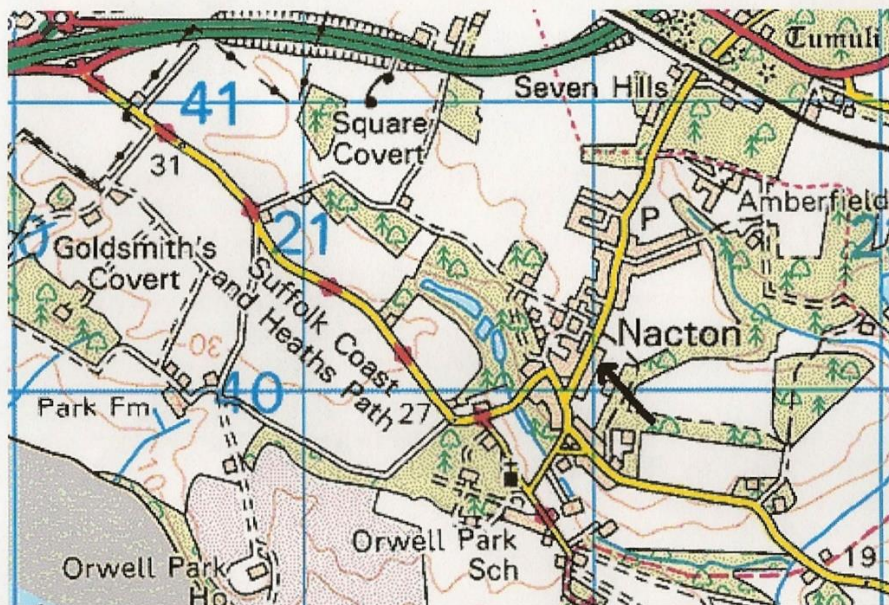 Tumuli
Seven Hills
41
Square
Covert
31
P
Amberfield
21
Goldsmith's
Covert
Suffolk Coast
and Heaths Path
Nacton
30
40
27
Park Fm
10
Orwell Park
Sch
19
Orwell Park
Ho